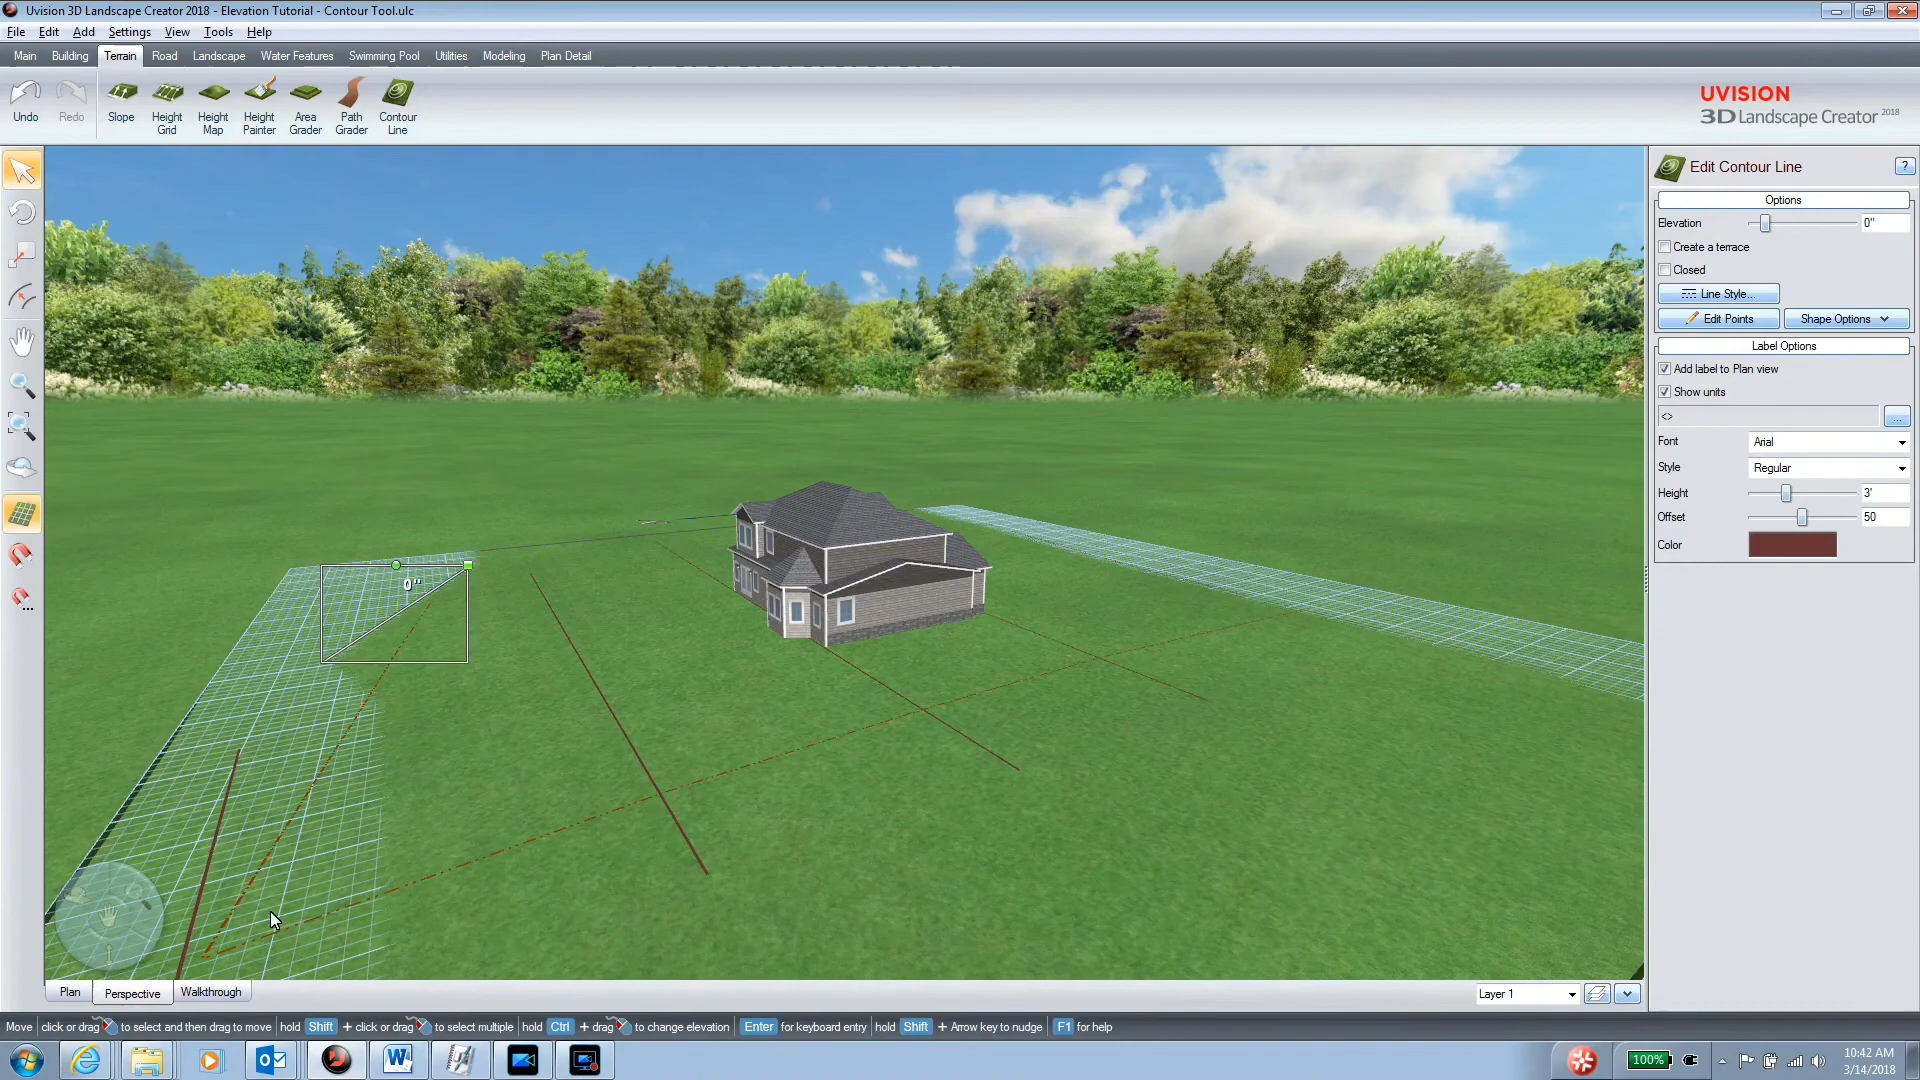 Uvision 3D Landscape Creator 2018 - Elevation Tutorial - Contour Tool.ulc
File Edit Add Settings View Tools Help
Main Building Terrain Road Landscape Water Features Swimming Pool Utilities Modeling Plan Detail
Undo
Redo
Slope
Height
Grid
Height
Map
Height
Painter
Area
Grader
Path
Grader
Contour
Line
UVISION
3D Landscape Creator 2018
Edit Contour Line
?
Options
Elevation 0"
Create a terrace
Closed
Line Style...
Edit Points Shape Options
Label Options
Add label to Plan view
Show units
<> ...
Font Arial
Style Regular
Height 3'
Offset 50
Color
0"
Plan Perspective Walkthrough
Layer 1
Move click or drag to select and then drag to move hold Shift + click or drag to select multiple hold Ctrl + drag to change elevation Enter for keyboard entry hold Shift + Arrow key to nudge F1 for help
100%
10:42 AM
3/14/2018